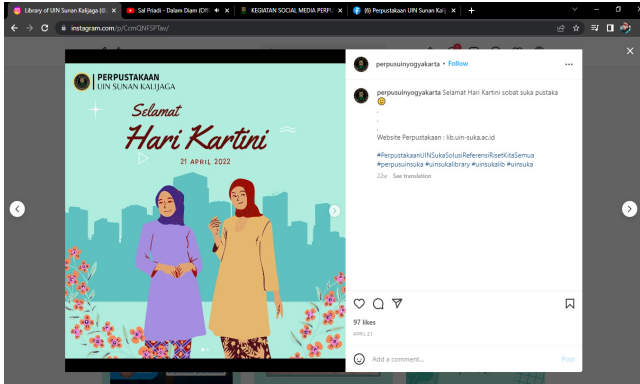 Library of UIN Sunan Kalijaga (@
Sal Priadi - Dalam Diam (Offi
KEGIATAN SOCIAL MEDIA PERPU
(6) Perpustakaan UIN Sunan Kalij
instagram.com/p/CcmQNFSPTav/
PERPUSTAKAAN
UIN SUNAN KALIJAGA
Selamat
Hari Kartini
21 APRIL 2022
perpusuinyogyakarta • Follow
perpusuinyogyakarta Selamat Hari Kartini sobat suka pustaka
😊
.
.
.
Website Perpustakaan : lib.uin-suka.ac.id
#PerpustakaanUINSukaSolusiReferensiRisetKitaSemua
#perpusuinsuka #uinsukalibrary #uinsukalib #uinsuka
22w See translation
97 likes
APRIL 21
Add a comment...
Post